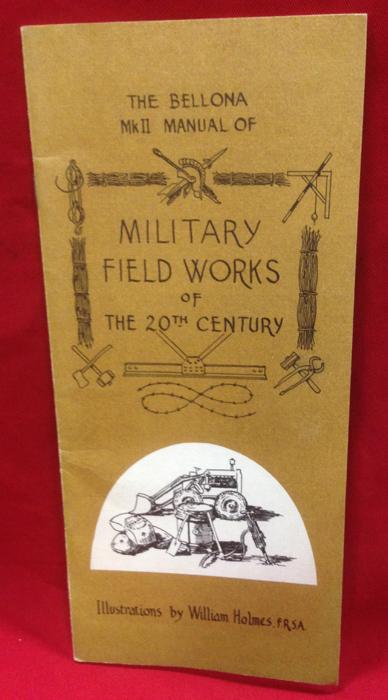 THE BELLONA
MkII MANUAL OF
MILITARY
FIELD WORKS
OF
THE 20TH CENTURY
Illustrations by William Holmes, F.R.S.A.